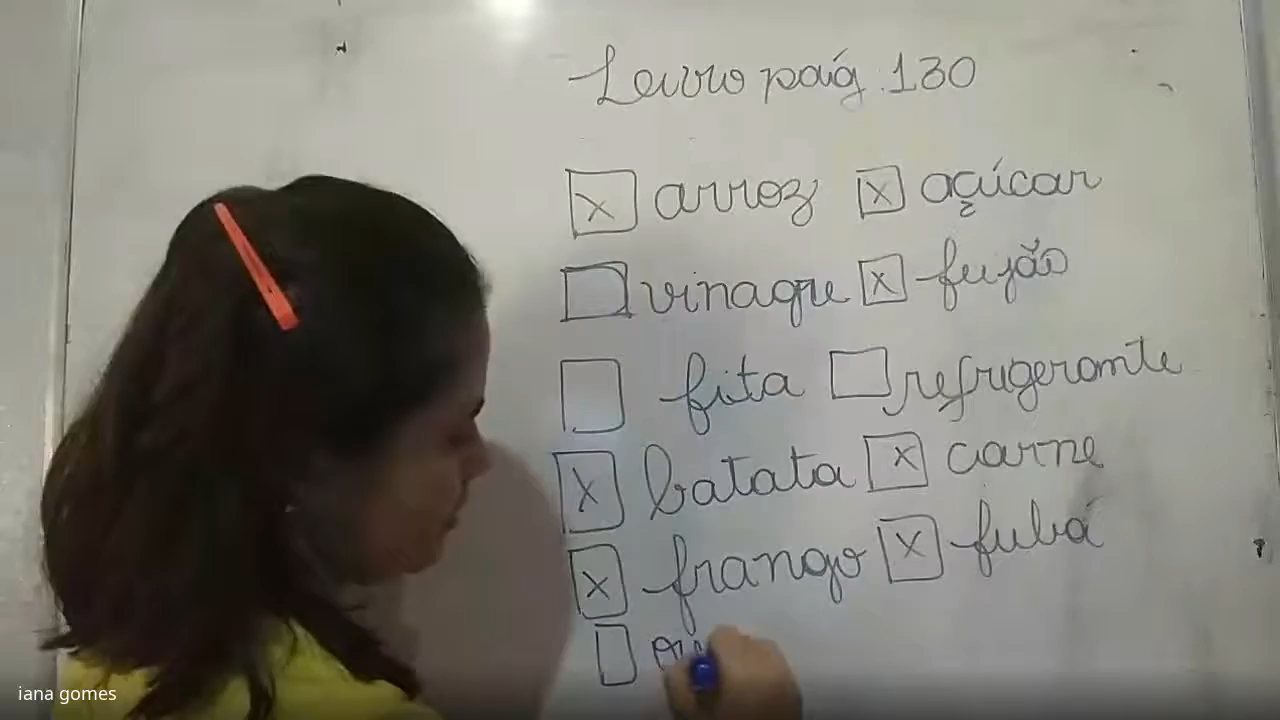 Livro pág. 130
x arroz x açúcar
vinagre x feijão
fita refrigerante
x batata x carne
x frango x fubá
iana gomes